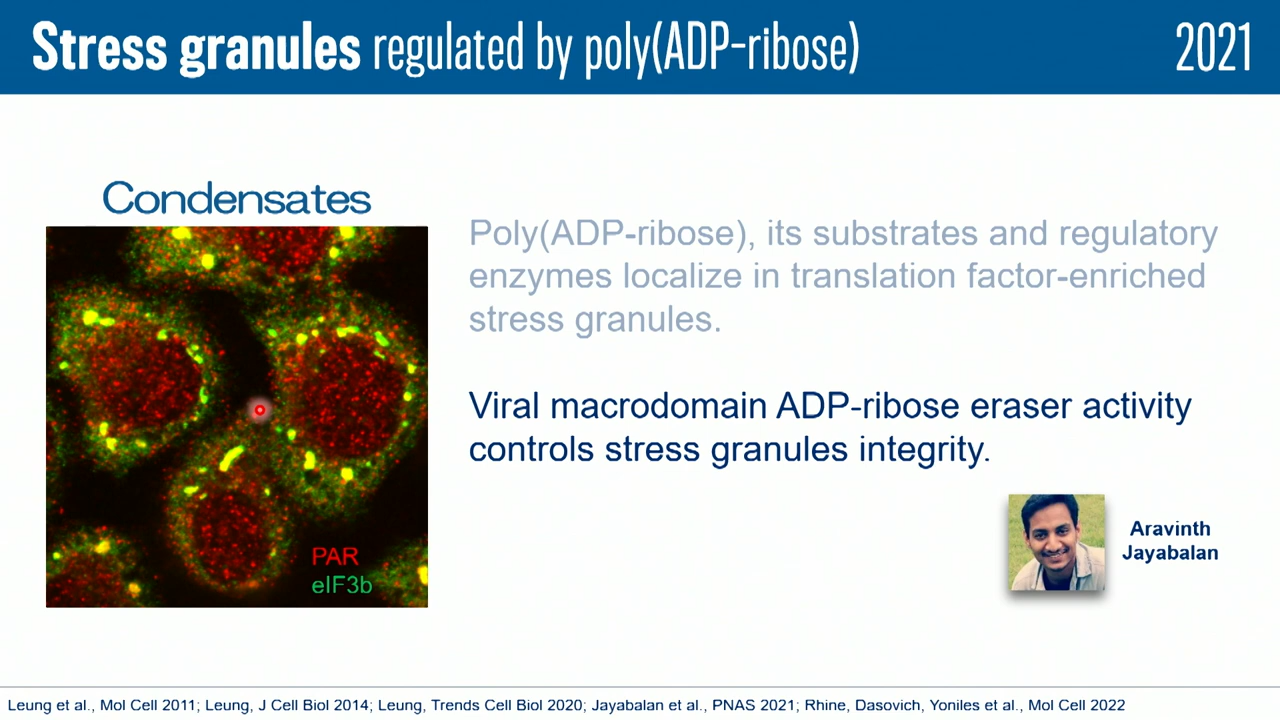 Stress granules regulated by poly(ADP-ribose)
2021
Condensates
PAR
eIF3b
Poly(ADP-ribose), its substrates and regulatory
enzymes localize in translation factor-enriched
stress granules.
Viral macrodomain ADP-ribose eraser activity
controls stress granules integrity.
Aravinth
Jayabalan
Leung et al., Mol Cell 2011; Leung, J Cell Biol 2014; Leung, Trends Cell Biol 2020; Jayabalan et al., PNAS 2021; Rhine, Dasovich, Yoniles et al., Mol Cell 2022